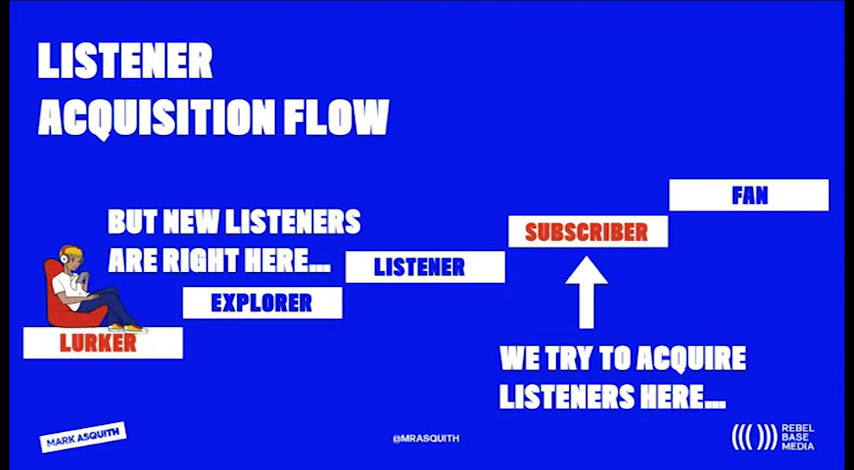 LISTENER
ACQUISITION FLOW
FAN
BUT NEW LISTENERS
ARE RIGHT HERE...
SUBSCRIBER
LISTENER
EXPLORER
LURKER
WE TRY TO ACQUIRE
LISTENERS HERE...
MARK ASQUITH
@MRASQUITH
REBEL
BASE
MEDIA